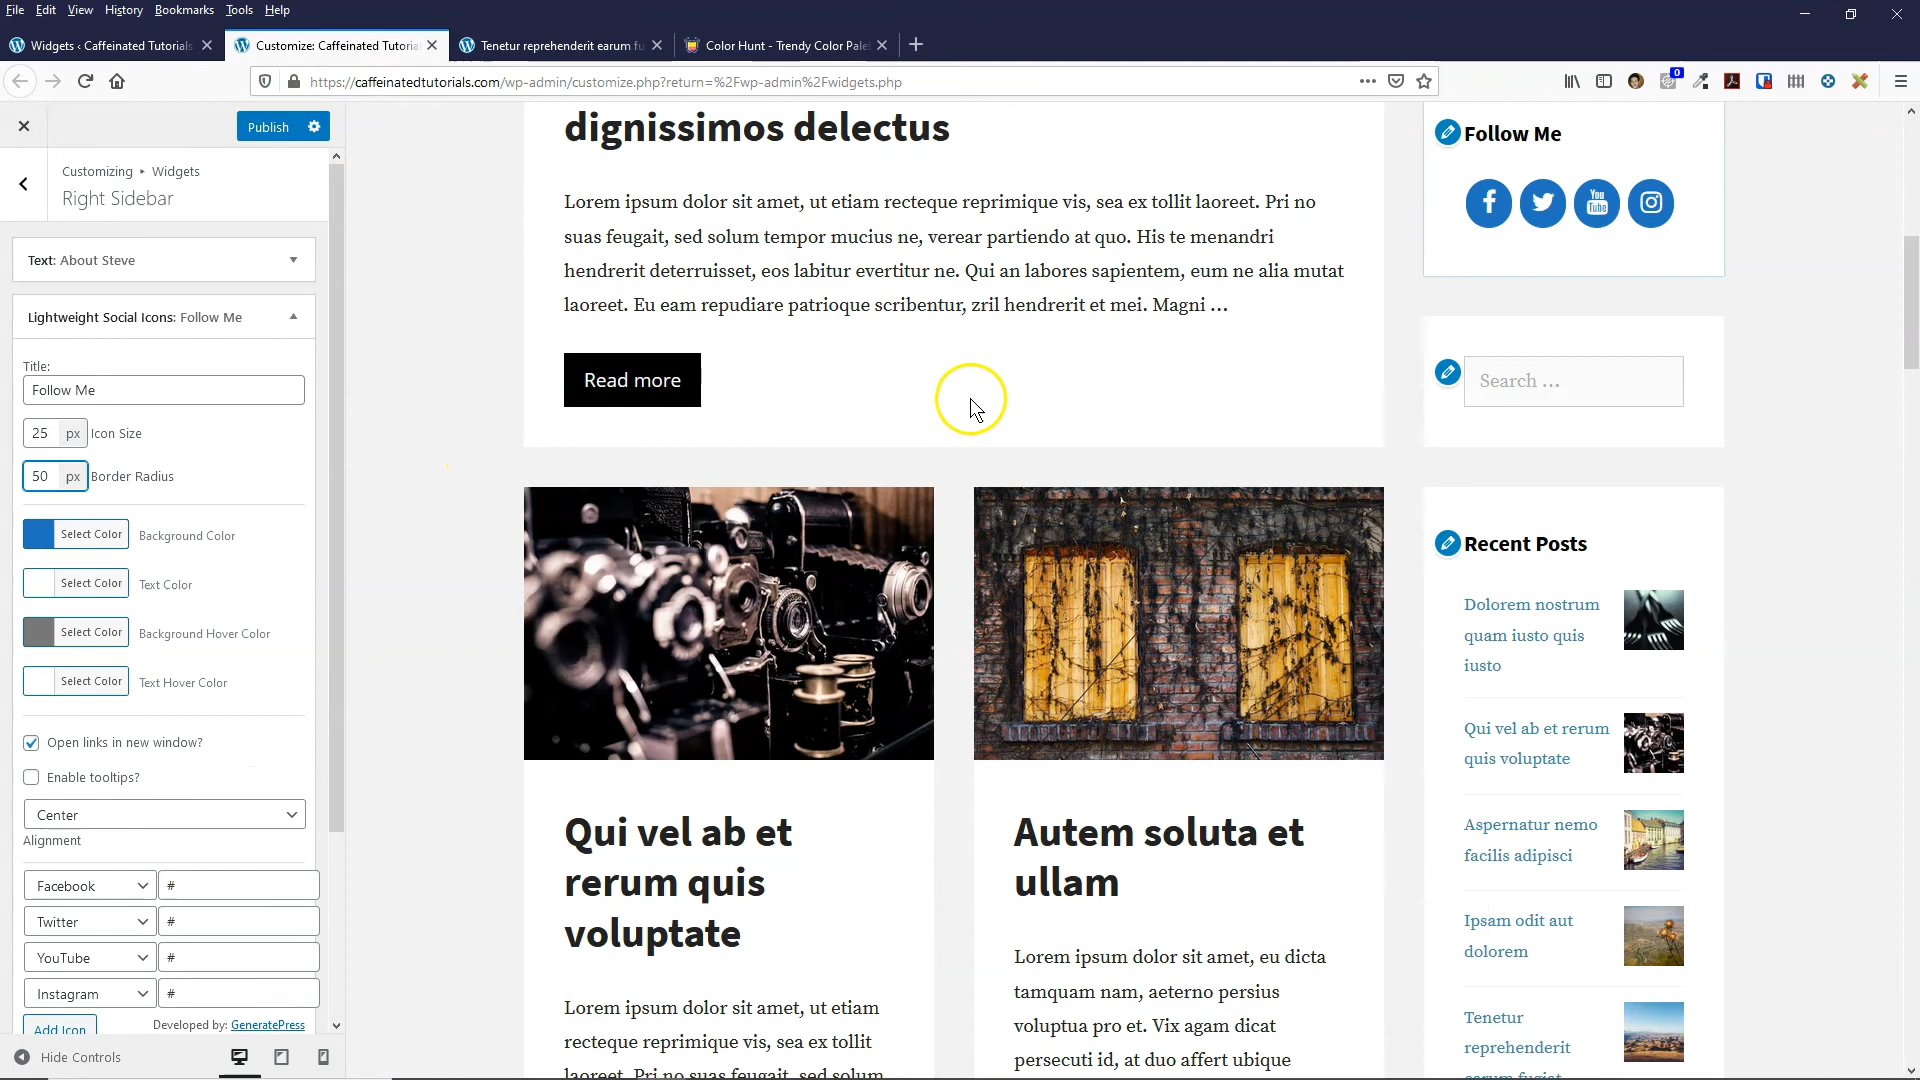 File Edit View History Bookmarks Tools Help
Widgets ‹ Caffeinated Tutorials
Customize: Caffeinated Tutoria
Tenetur reprehenderit earum fu
Color Hunt - Trendy Color Pale
https://caffeinatedtutorials.com/wp-admin/customize.php?return=%2Fwp-admin%2Fwidgets.php
0
Publish
Customizing ▸ Widgets
Right Sidebar
Text: About Steve
Lightweight Social Icons: Follow Me
Title:
Follow Me
25 px Icon Size
50 px Border Radius
Select Color Background Color
Select Color Text Color
Select Color Background Hover Color
Select Color Text Hover Color
Open links in new window?
Enable tooltips?
Center
Alignment
Facebook #
Twitter #
YouTube #
Instagram #
Add Icon Developed by: GeneratePress
Hide Controls
dignissimos delectus
Lorem ipsum dolor sit amet, ut etiam recteque reprimique vis, sea ex tollit laoreet. Pri no
suas feugait, sed solum tempor mucius ne, verear partiendo at quo. His te menandri
hendrerit deterruisset, eos labitur evertitur ne. Qui an labores sapientem, eum ne alia mutat
laoreet. Eu eam repudiare patrioque scribentur, zril hendrerit et mei. Magni …
Read more
Qui vel ab et
rerum quis
voluptate
Lorem ipsum dolor sit amet, ut etiam
recteque reprimique vis, sea ex tollit
laoreet. Pri no suas feugait, sed solum
Autem soluta et
ullam
Lorem ipsum dolor sit amet, eu dicta
tamquam nam, aeterno persius
voluptua pro et. Vix agam dicat
persecuti id, at duo affert ubique
Follow Me
You
Tube
Search …
Recent Posts
Dolorem nostrum
quam iusto quis
iusto
Qui vel ab et rerum
quis voluptate
Aspernatur nemo
facilis adipisci
Ipsam odit aut
dolorem
Tenetur
reprehenderit
earum fugiat